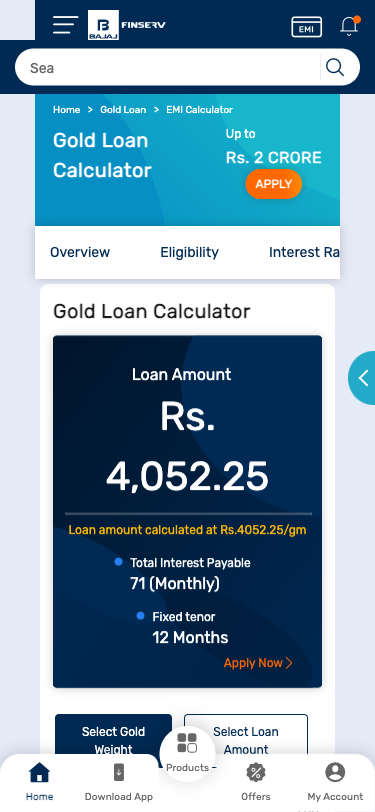 BAJAJ FINSERV
EMI
Sea
Home > Gold Loan > EMI Calculator
Gold Loan
Calculator
Up to
Rs. 2 CRORE
APPLY
Overview Eligibility Interest Ra
Gold Loan Calculator
Loan Amount
Rs.
4,052.25
Loan amount calculated at Rs.4052.25/gm
Total Interest Payable
71 (Monthly)
Fixed tenor
12 Months
Apply Now
Select Gold
Weight
Select Loan
Amount
Products
Home Download App Offers My Account